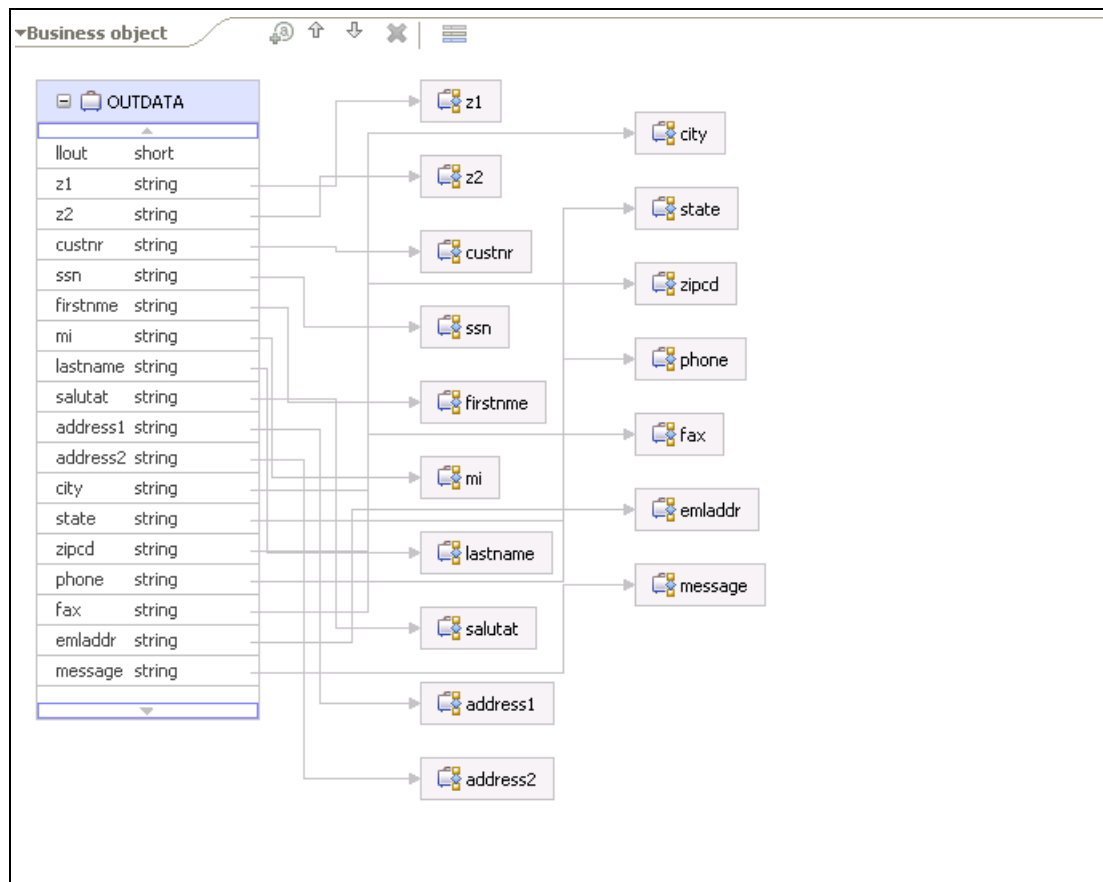 Business object
OUTDATA
llout short
z1 string
z2 string
custnr string
ssn string
firstnme string
mi string
lastname string
salutat string
address1 string
address2 string
city string
state string
zipcd string
phone string
fax string
emladdr string
message string
z1
z2
custnr
ssn
firstnme
mi
lastname
salutat
address1
address2
city
state
zipcd
phone
fax
emladdr
message